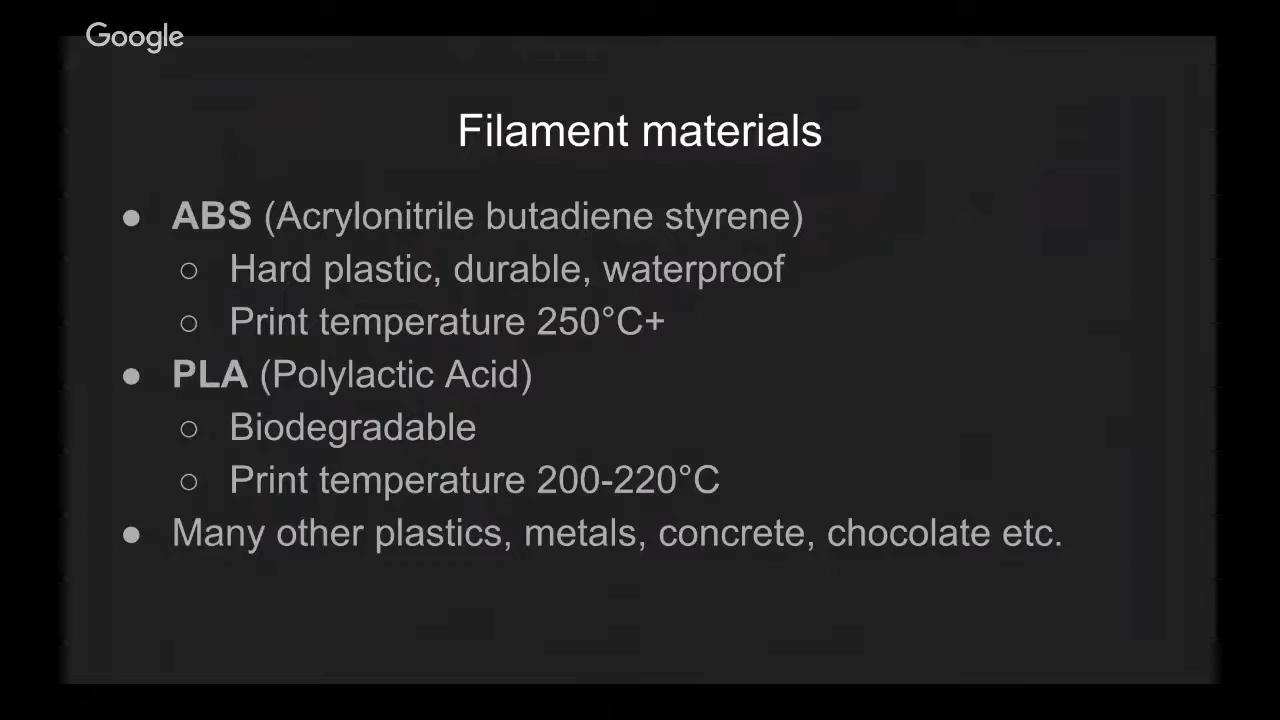 Google
Filament materials
● ABS (Acrylonitrile butadiene styrene)
○ Hard plastic, durable, waterproof
○ Print temperature 250°C+
● PLA (Polylactic Acid)
○ Biodegradable
○ Print temperature 200-220°C
● Many other plastics, metals, concrete, chocolate etc.